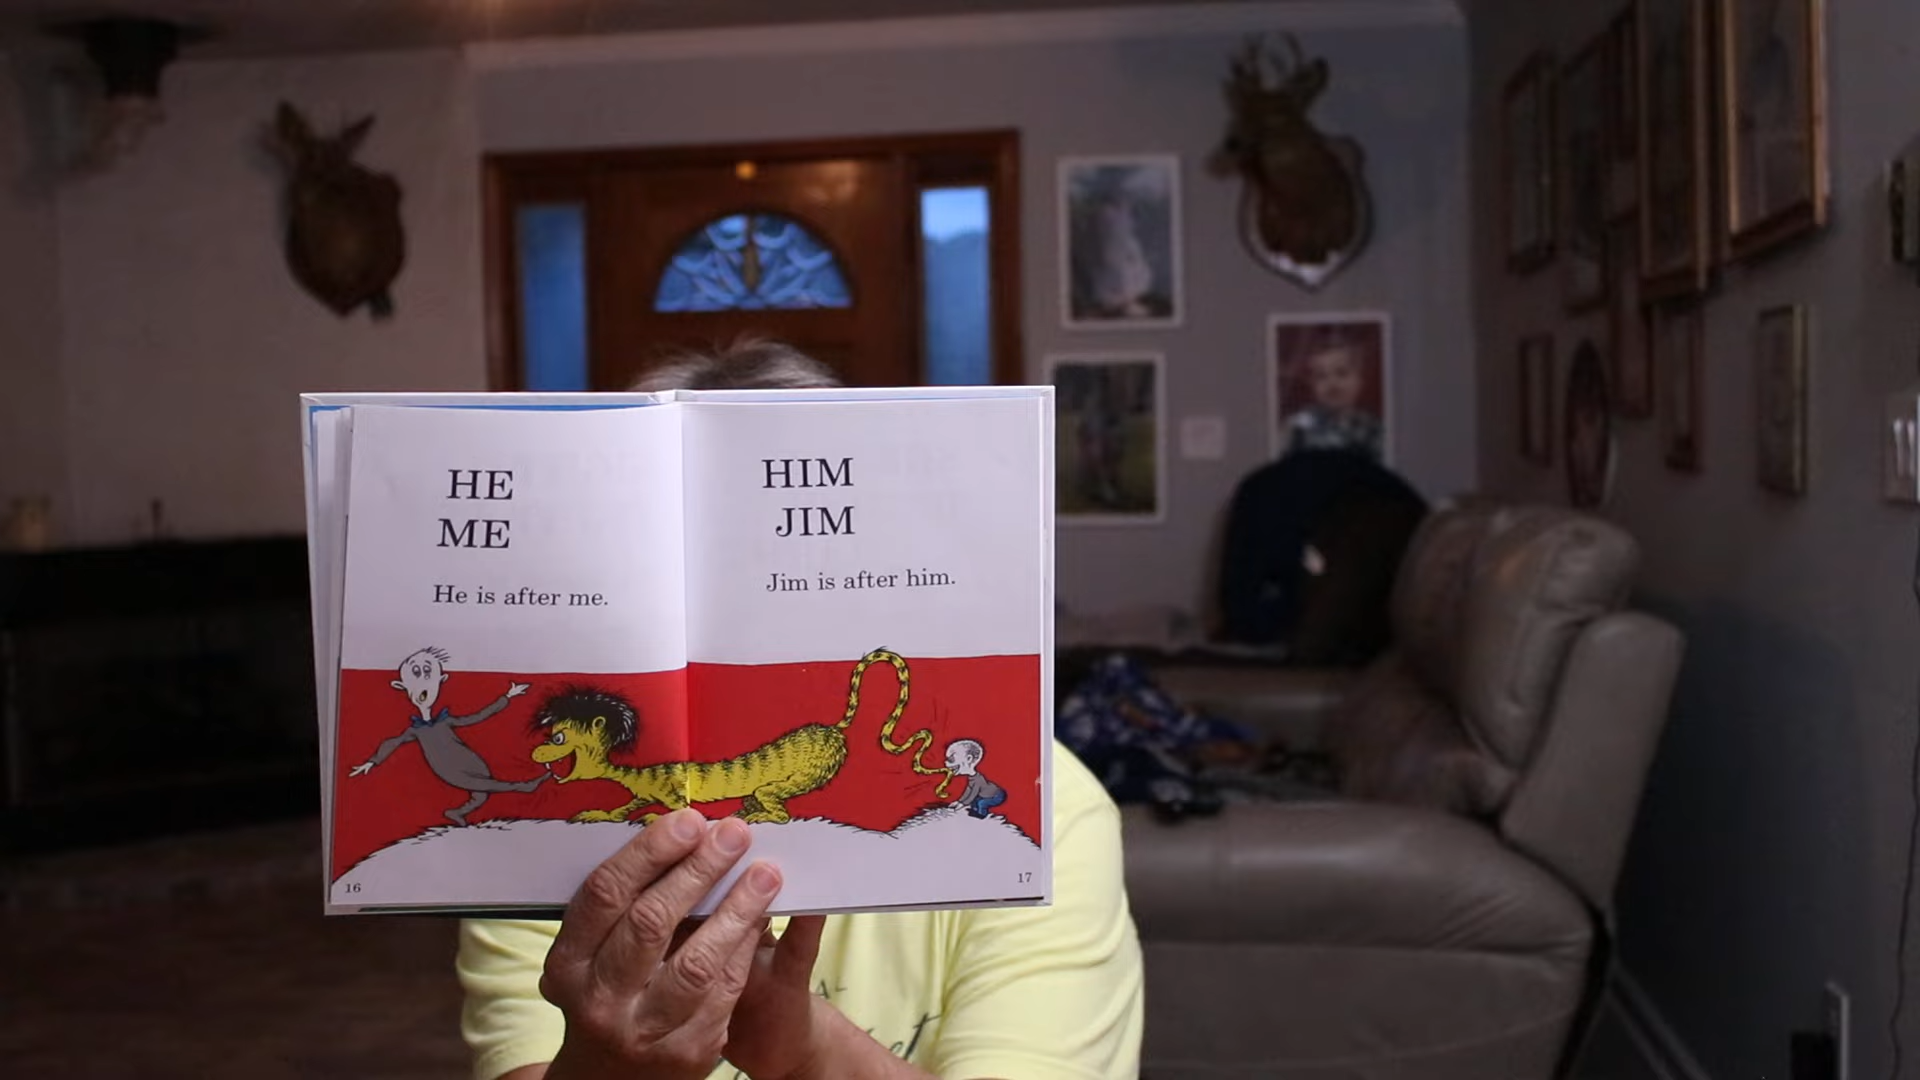 HE
ME
He is after me.
16
HIM
JIM
Jim is after him.
17